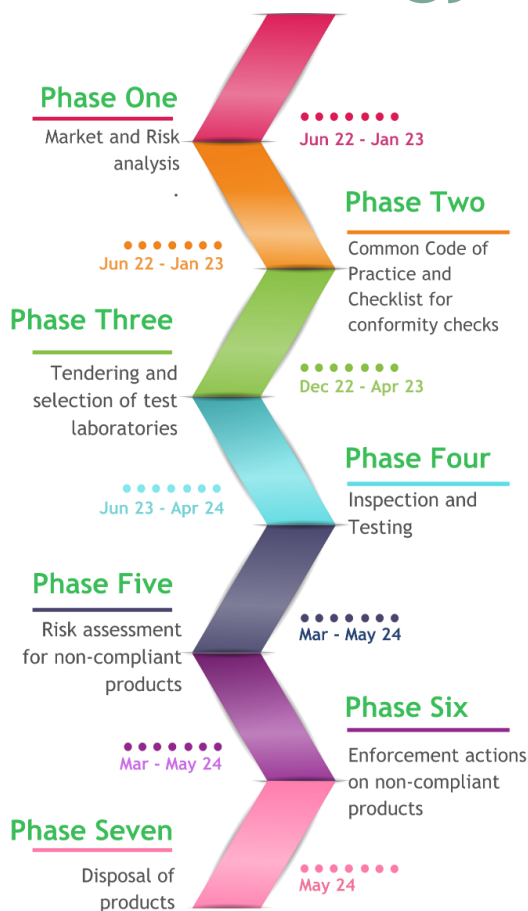 Phase One
Market and Risk
analysis
.
Jun 22 - Jan 23
Phase Two
Common Code of
Practice and
Checklist for
conformity checks
Jun 22 - Jan 23
Phase Three
Tendering and
selection of test
laboratories
Dec 22 - Apr 23
Phase Four
Inspection and
Testing
Jun 23 - Apr 24
Phase Five
Risk assessment
for non-compliant
products
Mar - May 24
Phase Six
Enforcement actions
on non-compliant
products
Mar - May 24
Phase Seven
Disposal of
products
May 24